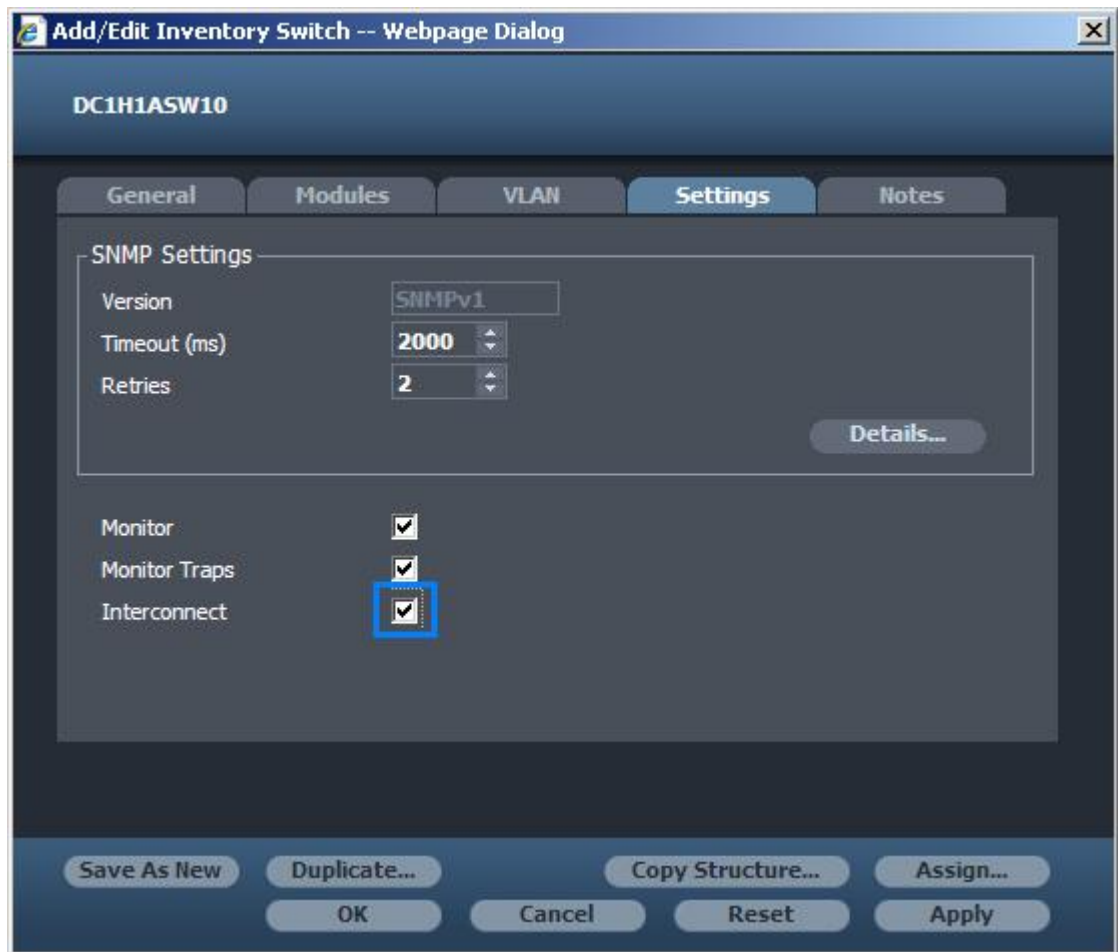 Add/Edit Inventory Switch -- Webpage Dialog
DC1H1ASW10
General Modules VLAN Settings Notes
SNMP Settings
Version SNMPv1
Timeout (ms) 2000
Retries 2
Details...
Monitor
Monitor Traps
Interconnect
Save As New Duplicate... Copy Structure... Assign...
OK Cancel Reset Apply